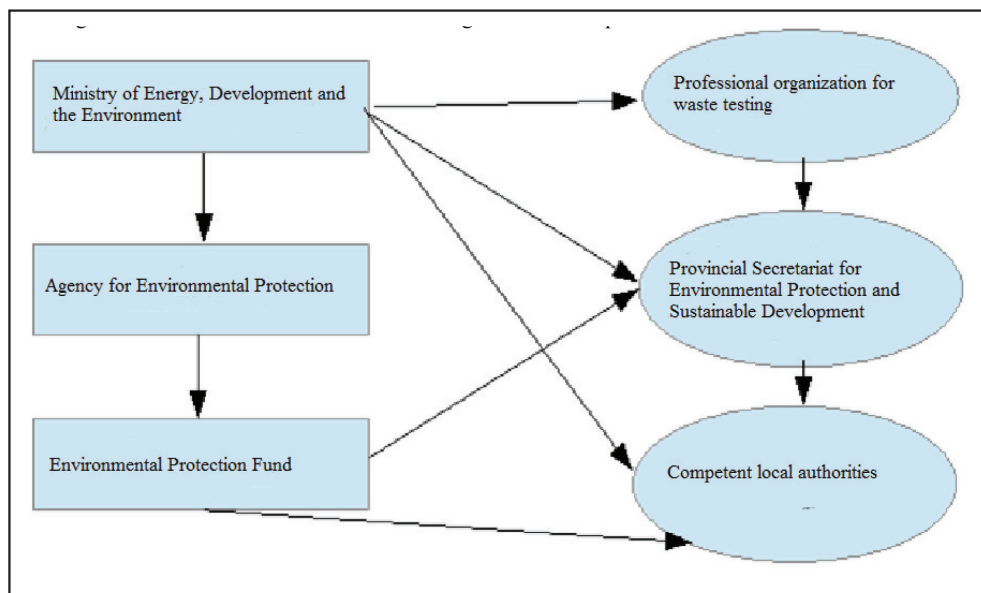 Ministry of Energy, Development and
the Environment
Professional organization for
waste testing
Agency for Environmental Protection
Provincial Secretariat for
Environmental Protection and
Sustainable Development
Environmental Protection Fund
Competent local authorities